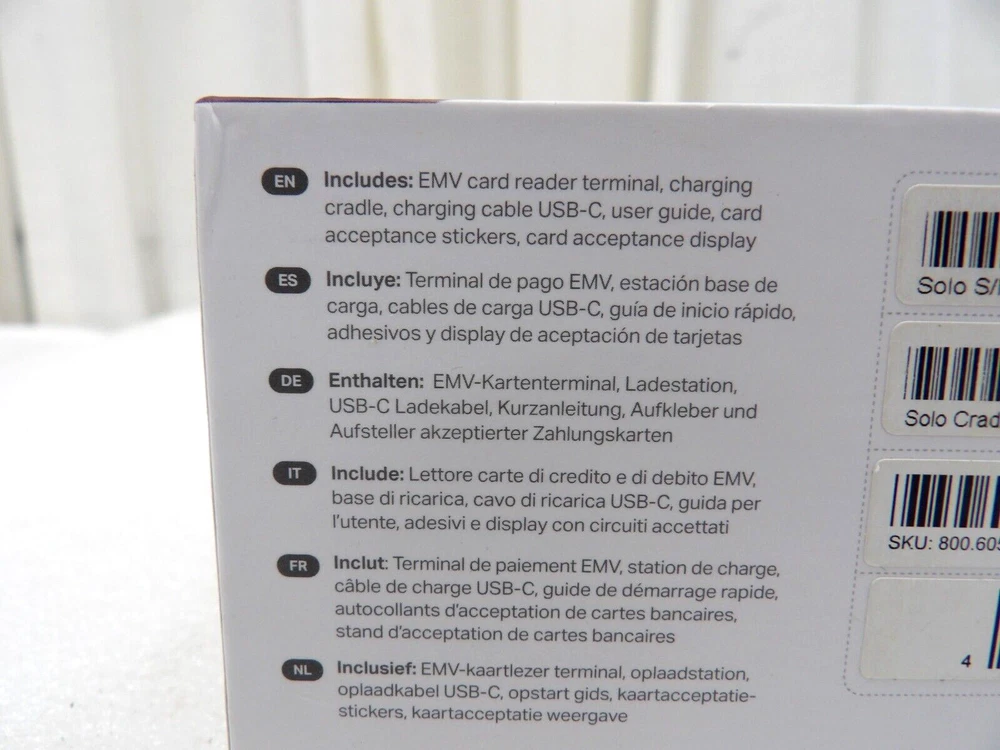 EN Includes: EMV card reader terminal, charging
cradle, charging cable USB-C, user guide, card
acceptance stickers, card acceptance display
ES Incluye: Terminal de pago EMV, estación base de
carga, cables de carga USB-C, guía de inicio rápido,
adhesivos y display de aceptación de tarjetas
DE Enthalten: EMV-Kartenterminal, Ladestation,
USB-C Ladekabel, Kurzanleitung, Aufkleber und
Aufsteller akzeptierter Zahlungskarten
IT Include: Lettore carte di credito e di debito EMV,
base di ricarica, cavo di ricarica USB-C, guida per
l'utente, adesivi e display con circuiti accettati
FR Inclut: Terminal de paiement EMV, station de charge,
câble de charge USB-C, guide de démarrage rapide,
autocollants d'acceptation de cartes bancaires,
stand d'acceptation de cartes bancaires
NL Inclusief: EMV-kaartlezer terminal, oplaadstation,
oplaadkabel USB-C, opstart gids, kaartacceptatie-
stickers, kaartacceptatie weergave
Solo S/
Solo Crad
SKU: 800.605
4